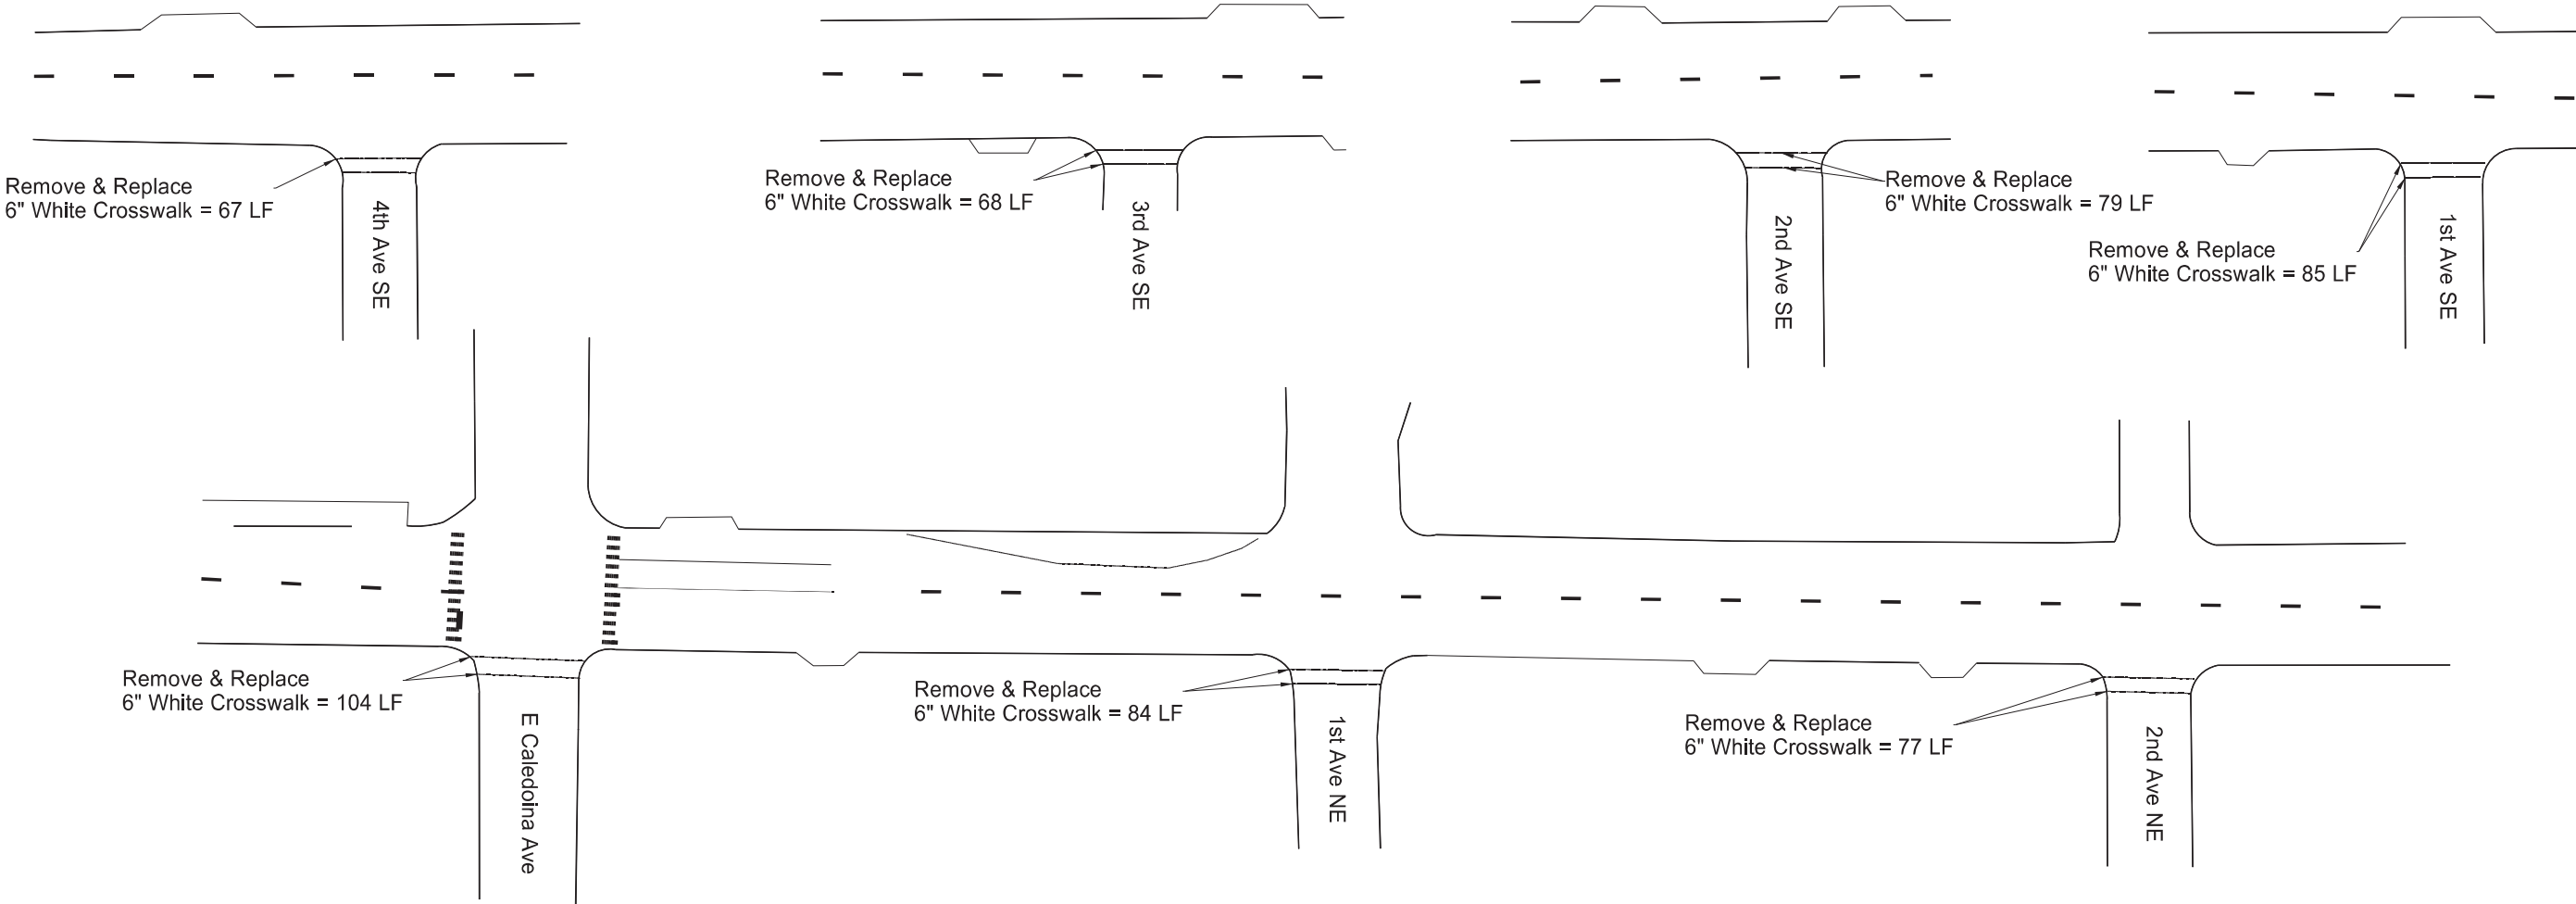 Remove & Replace
6" White Crosswalk = 67 LF
4th Ave SE
Remove & Replace
6" White Crosswalk = 68 LF
3rd Ave SE
Remove & Replace
6" White Crosswalk = 79 LF
2nd Ave SE
Remove & Replace
6" White Crosswalk = 85 LF
1st Ave SE
Remove & Replace
6" White Crosswalk = 104 LF
E Caledoina Ave
Remove & Replace
6" White Crosswalk = 84 LF
1st Ave NE
Remove & Replace
6" White Crosswalk = 77 LF
2nd Ave NE